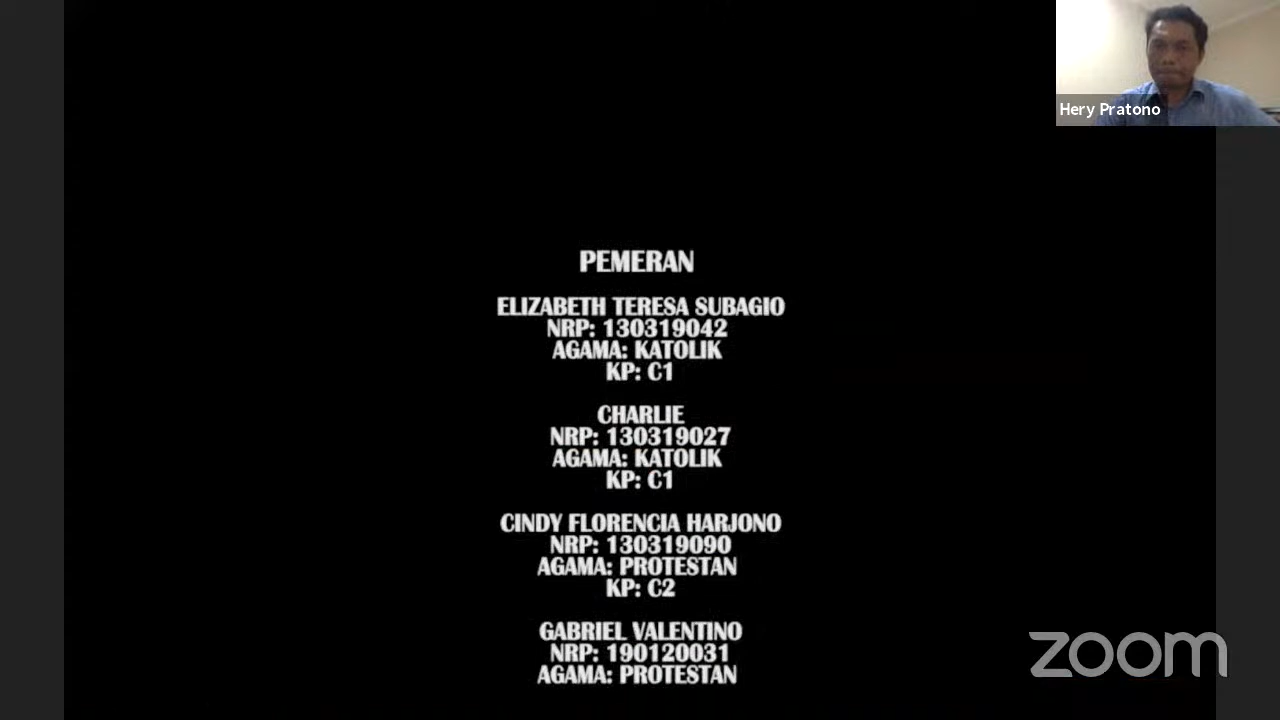 Hery Pratono
PEMERAN
ELIZABETH TERESA SUBAGIO
NRP: 130319042
AGAMA: KATOLIK
KP: C1
CHARLIE
NRP: 130319027
AGAMA: KATOLIK
KP: C1
CINDY FLORENCIA HARJONO
NRP: 130319090
AGAMA: PROTESTAN
KP: C2
GABRIEL VALENTINO
NRP: 190120031
AGAMA: PROTESTAN
zoom